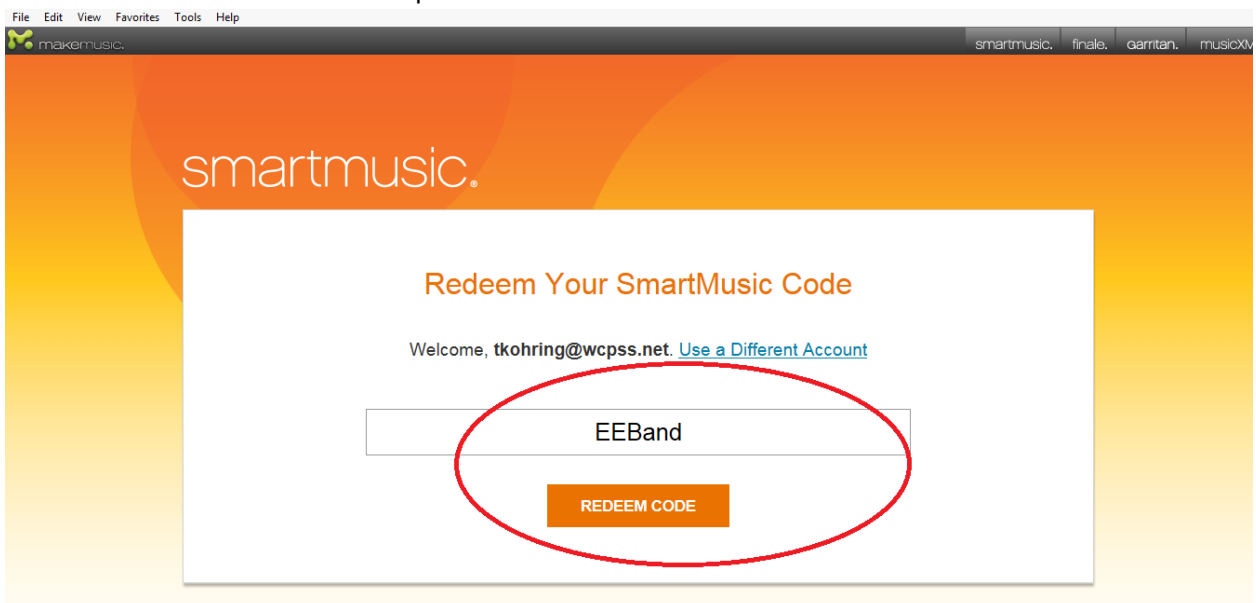 File Edit View Favorites Tools Help
makemusic. smartmusic. finale. Garritan.
smartmusic.®
Redeem Your SmartMusic Code
Welcome, tkohring@wcpss.net. Use a Different Account
EEBand
REDEEM CODE